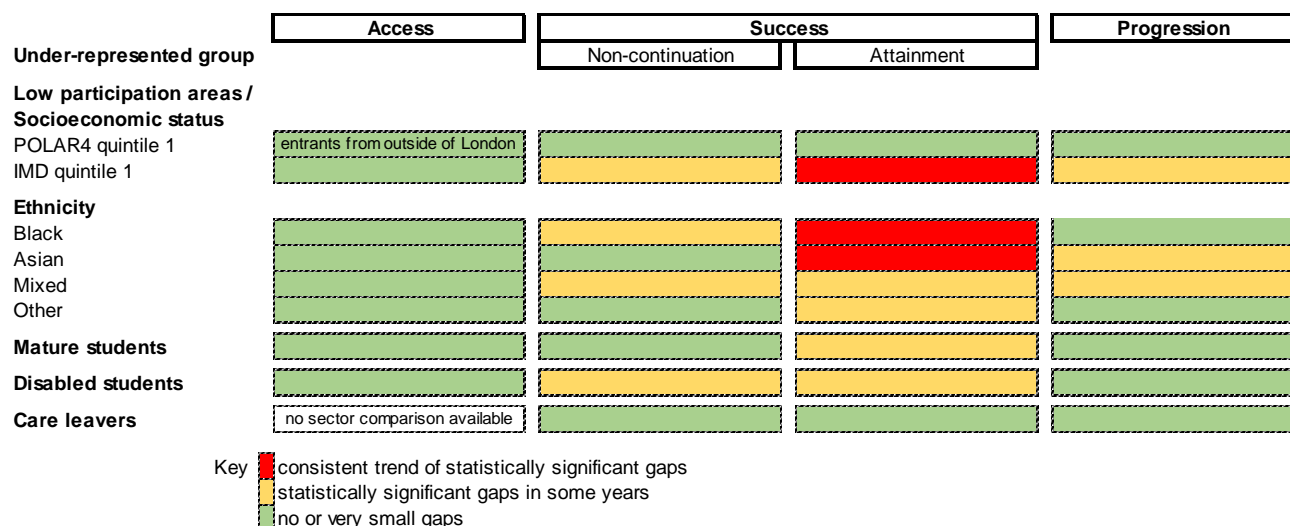 Access Success Progression
Under-represented group Non-continuation Attainment
Low participation areas /
Socioeconomic status
POLAR4 quintile 1 entrants from outside of London
IMD quintile 1
Ethnicity
Black
Asian
Mixed
Other
Mature students
Disabled students
Care leavers no sector comparison available
Key consistent trend of statistically significant gaps
statistically significant gaps in some years
no or very small gaps